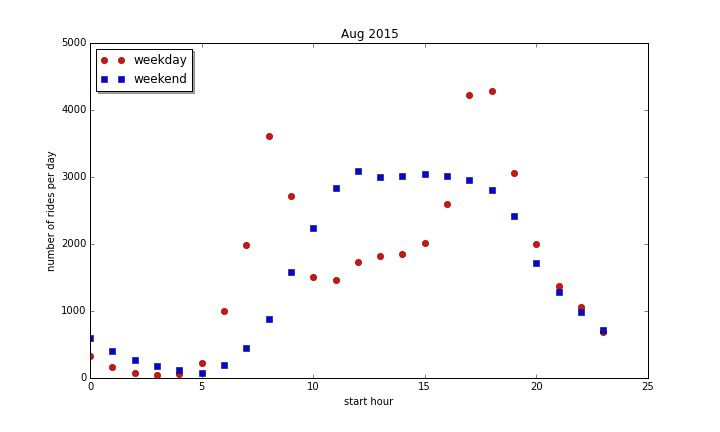 Aug 2015
weekday
weekend
number of rides per day
5000
4000
3000
2000
1000
0
0 5 10 15 20 25
start hour